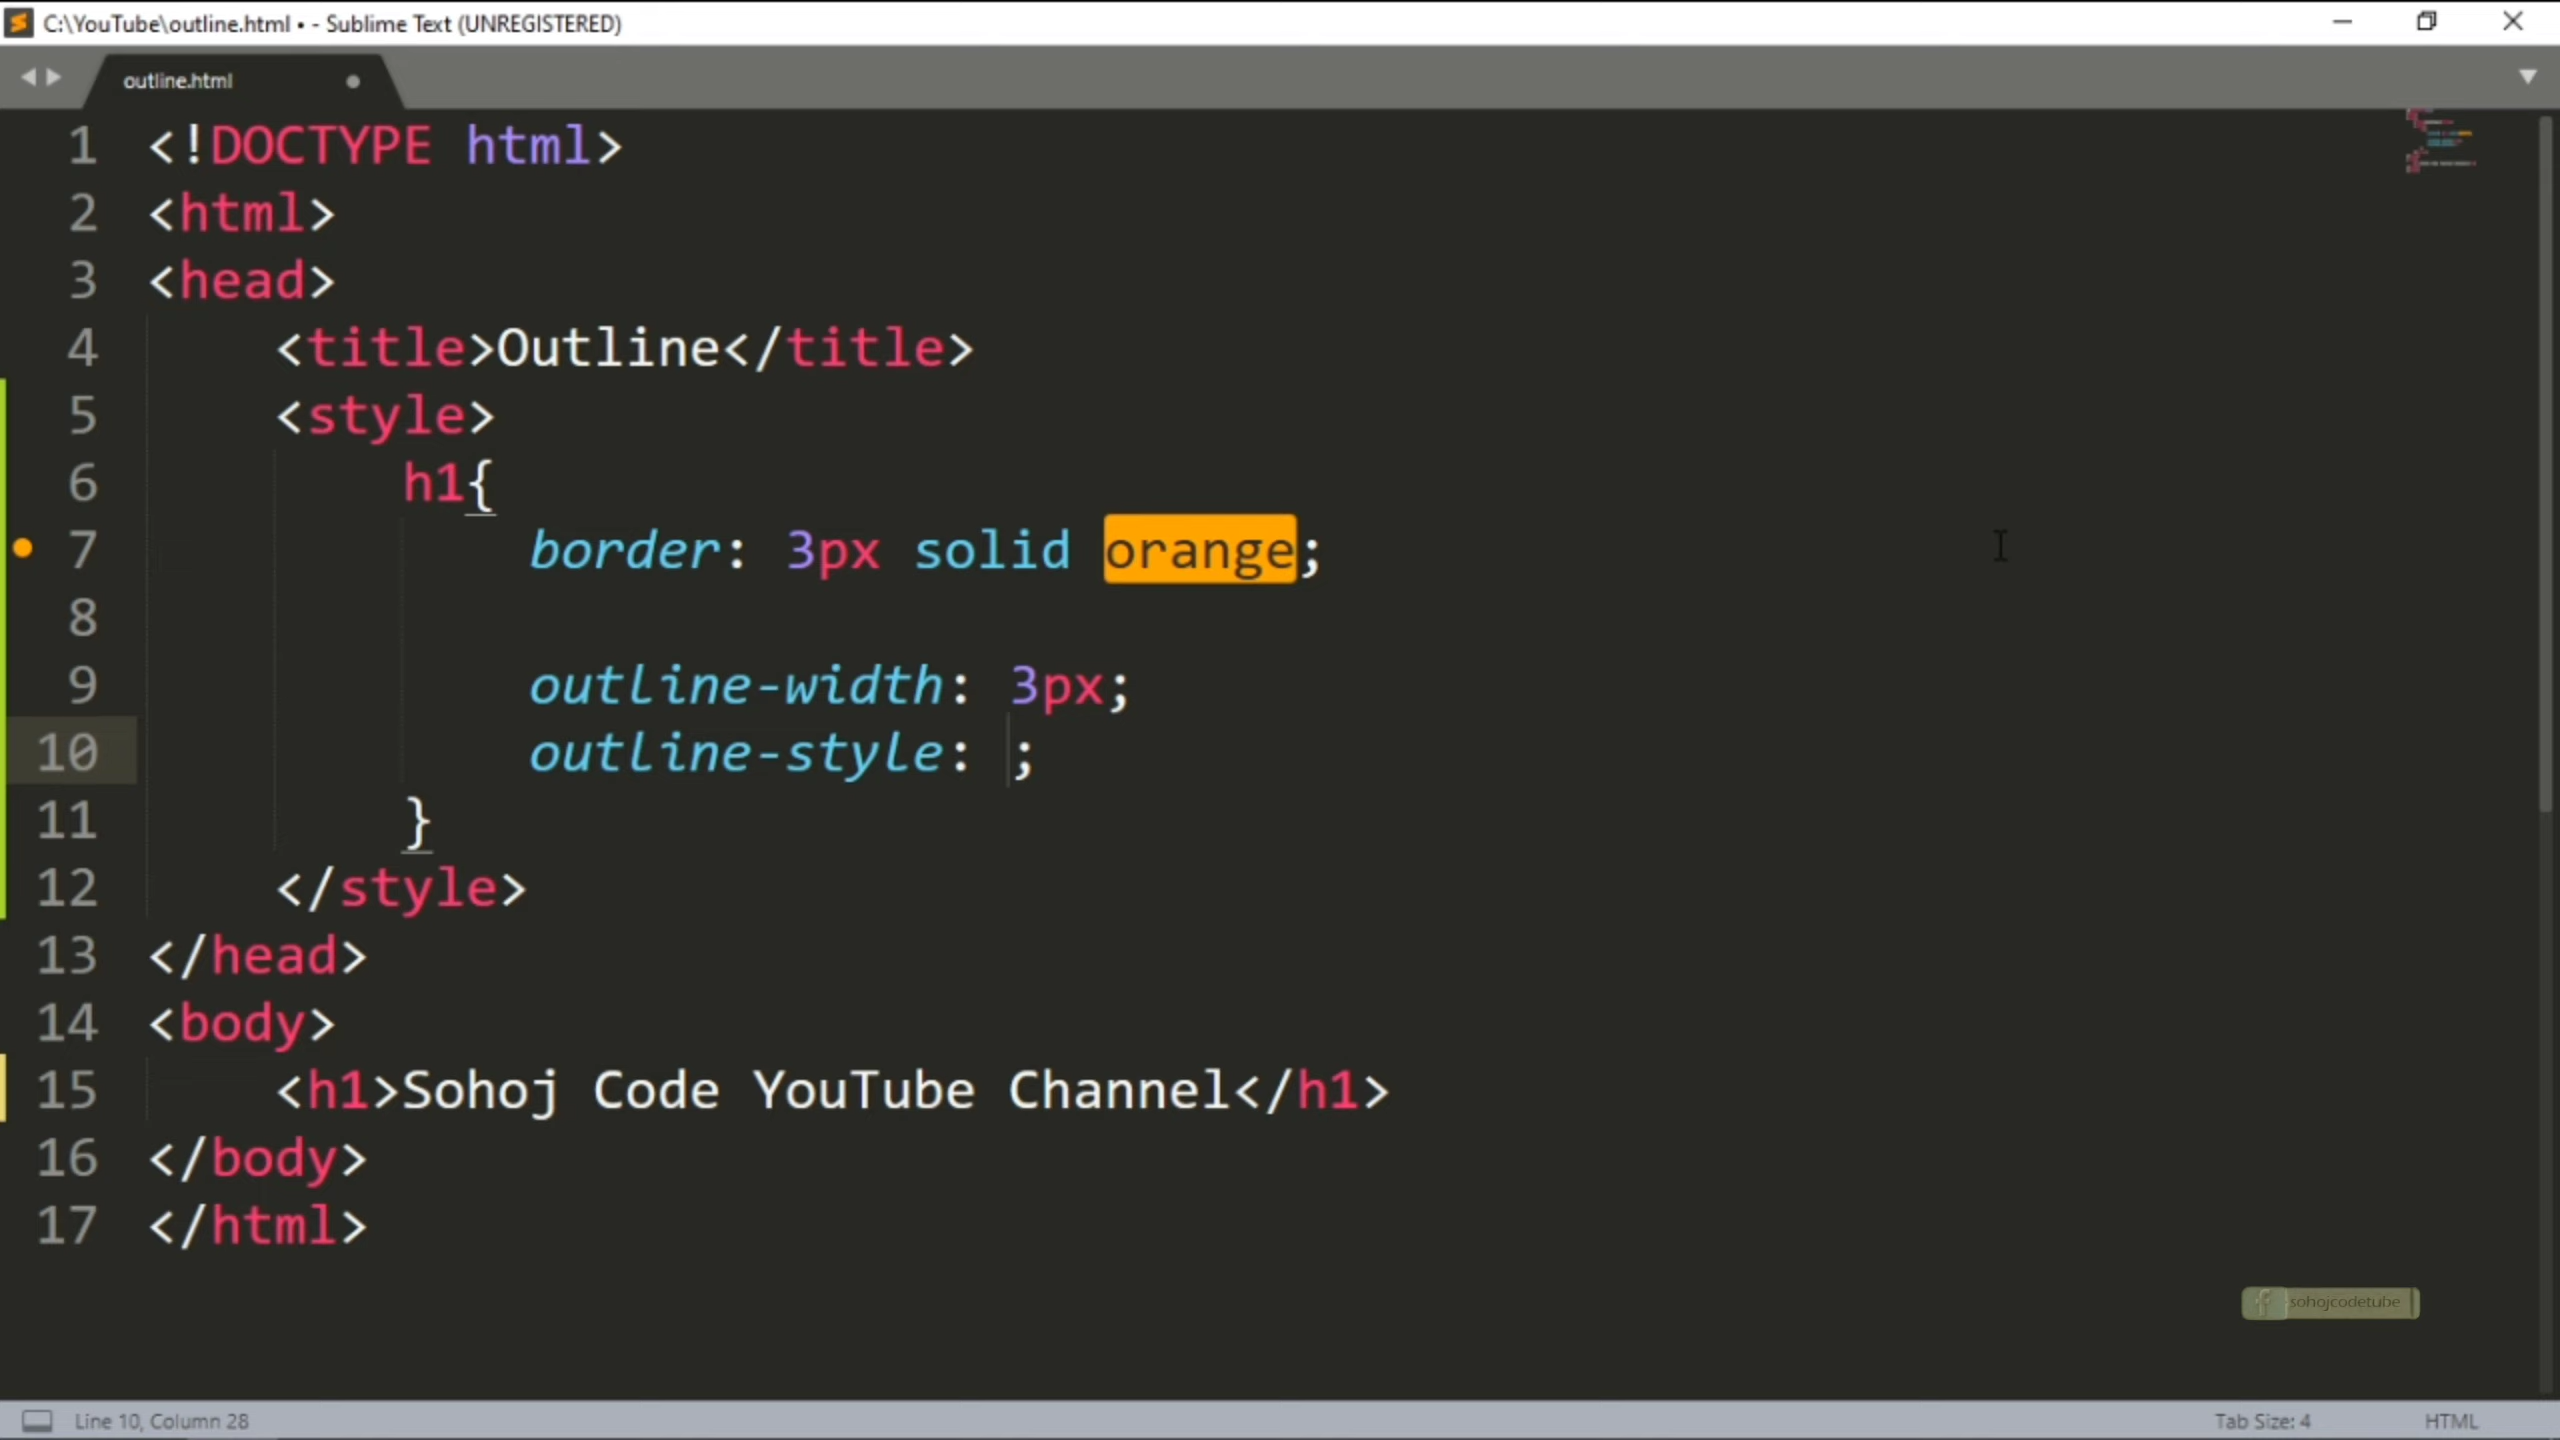 C:\YouTube\outline.html • - Sublime Text (UNREGISTERED)
outline.html
1 <!DOCTYPE html>
2 <html>
3 <head>
4     <title>Outline</title>
5     <style>
6         h1{
7             border: 3px solid orange;
8
9             outline-width: 3px;
10             outline-style: ;
11         }
12     </style>
13 </head>
14 <body>
15     <h1>Sohoj Code YouTube Channel</h1>
16 </body>
17 </html>
f sohojcodetube
Line 10, Column 28 Tab Size: 4 HTML